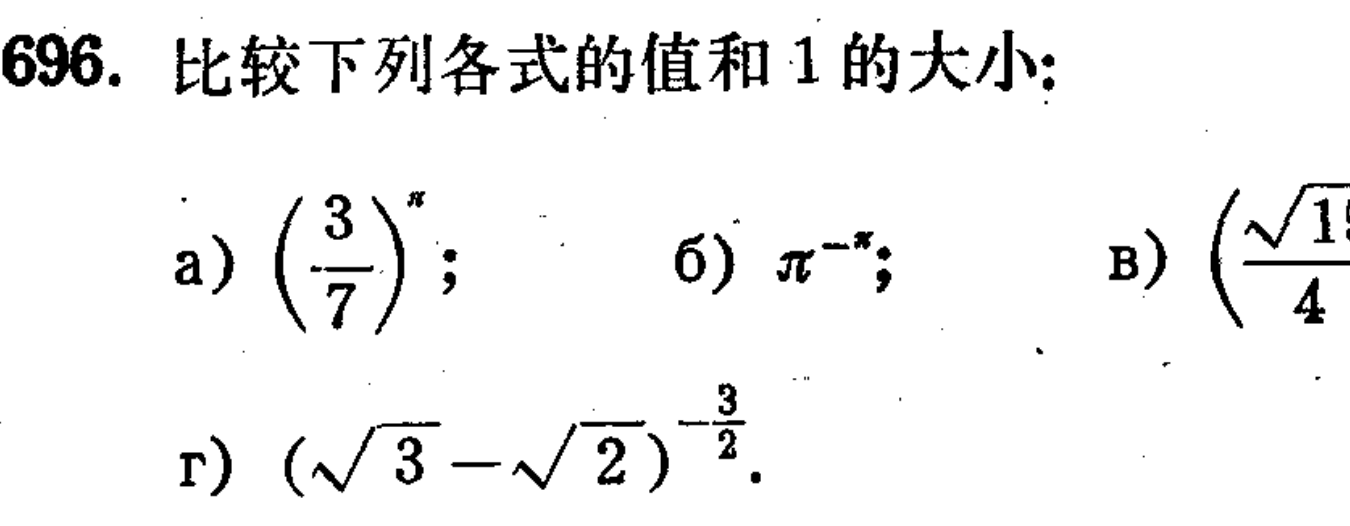 696. 比较下列各式的值和 1 的大小:
а) (3/7)^π; б) π^{-π}; в) (√1 /4
г) (√3 - √2)^{-3/2}.